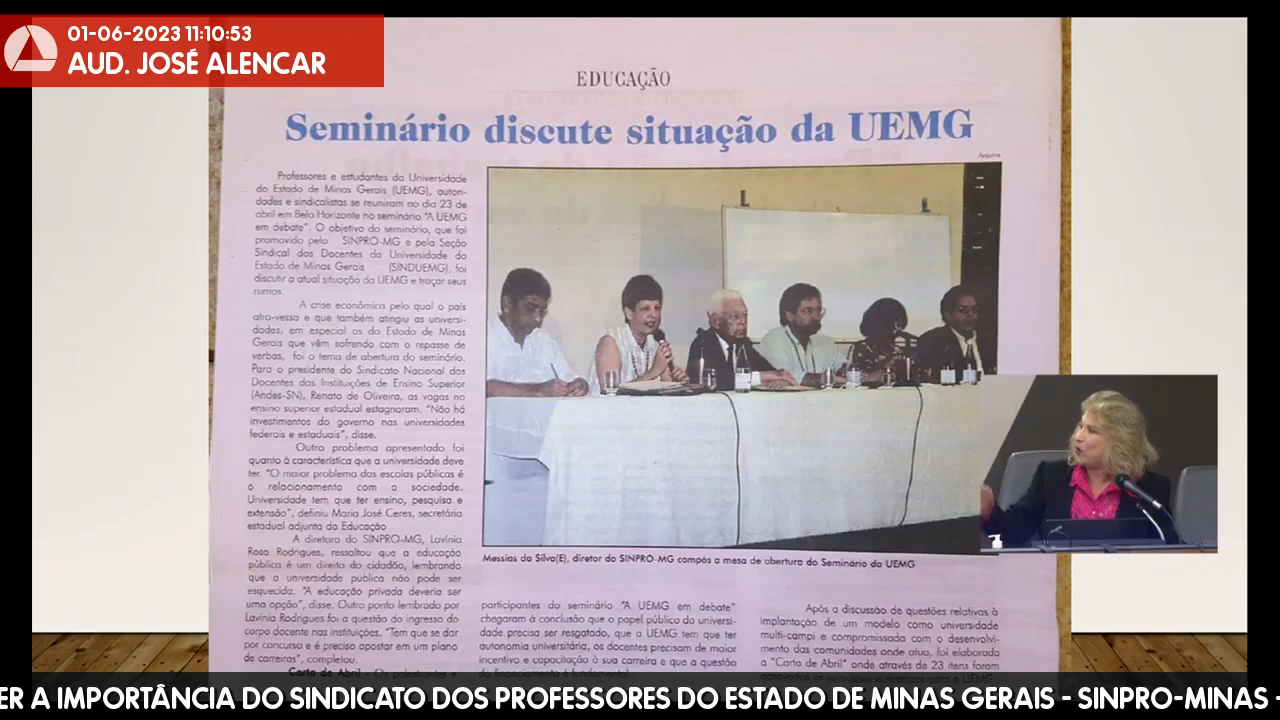 01-06-2023 11:10:53
AUD. JOSÉ ALENCAR
EDUCAÇÃO
Seminário discute situação da UEMG
Arquivo
Professores e estudantes da Universidade
do Estado de Minas Gerais (UEMG), autori-
dades e sindicalistas se reuniram no dia 23 de
abril em Belo Horizonte no seminário "A UEMG
em debate". O objetivo do seminário, que foi
promovido pelo SINPRO-MG e pela Seção
Sindical dos Docentes da Universidade do
Estado de Minas Gerais (SINDUEMG), foi
discutir a atual situação da UEMG e traçar seus
rumos.
A crise econômica pelo qual o país
atra-vessa e que também atingiu as universi-
dades, em especial as do Estado de Minas
Gerais que vêm sofrendo com o repasse de
verbas, foi o tema de abertura do seminário.
Para o presidente do Sindicato Nacional dos
Docentes das Instituições de Ensino Superior
(Andes-SN), Renato de Oliveira, as vagas no
ensino superior estadual estagnaram. "Não há
investimentos do governo nas universidades
federais e estaduais", disse.
Outro problema apresentado foi
quanto à característica que a universidade deve
ter. "O maior problema das escolas públicas é
o relacionamento com a sociedade.
Universidade tem que ter ensino, pesquisa e
extensão", definiu Maria José Ceres, secretária
estadual adjunta da Educação
A diretora do SINPRO-MG, Lavínia
Rosa Rodrigues, ressaltou que a educação
pública é um direito do cidadão, lembrando
que a universidade pública não pode ser
esquecida. "A educação privada deveria ser
uma opção", disse. Outro ponto lembrado por
Lavínia Rodrigues foi a questão do ingresso do
corpo docente nas instituições. "Tem que se dar
por concurso e é preciso apostar em um plano
de carreiras", completou.
Carta de Abril - Os palestrantes e
Messias da Silva(E), diretor do SINPRO-MG compôs a mesa de abertura do Seminário da UEMG
participantes do seminário "A UEMG em debate"
chegaram à conclusão que o papel público da universi-
dade precisa ser resgatado, que a UEMG tem que ter
autonomia universitária, os docentes precisam de maior
incentivo e capacitação à sua carreira e que a questão
do financiamento é fundamental.
Após a discussão de questões relativas à
implantação de um modelo como universidade
multi-campi e compromissada com o desenvolvi-
mento das comunidades onde atua, foi elaborada
a "Carta de Abril" onde através de 23 itens foram
ER A IMPORTÂNCIA DO SINDICATO DOS PROFESSORES DO ESTADO DE MINAS GERAIS - SINPRO-MINAS -